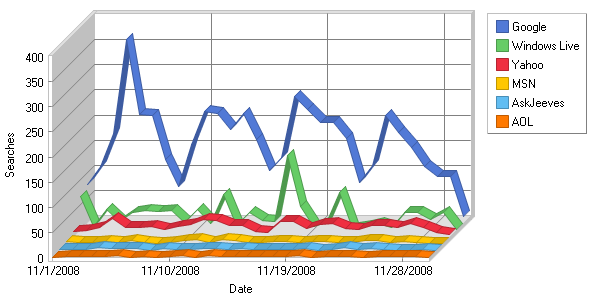 400
350
300
250
200
150
100
50
0
Searches
11/1/2008
11/10/2008
11/19/2008
11/28/2008
Date
Google
Windows Live
Yahoo
MSN
AskJeeves
AOL